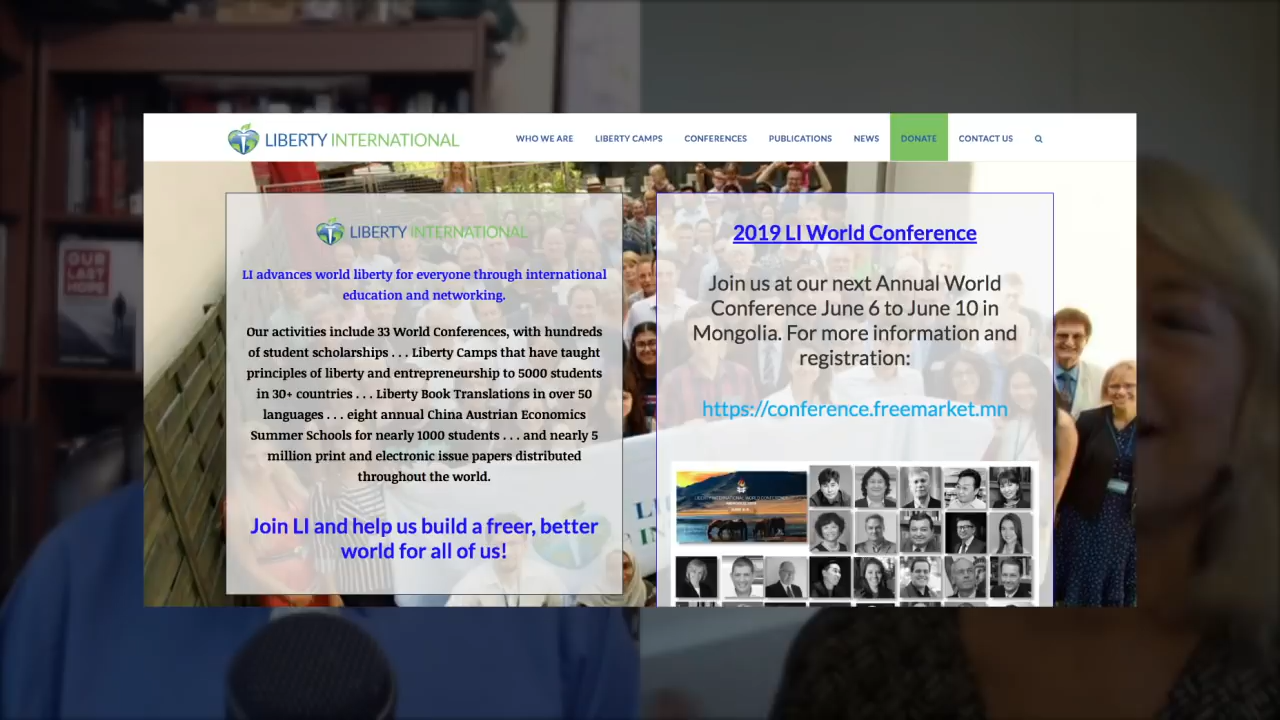 LIBERTY INTERNATIONAL
WHO WE ARE
LIBERTY CAMPS
CONFERENCES
PUBLICATIONS
NEWS
DONATE
CONTACT US
LIBERTY INTERNATIONAL
LI advances world liberty for everyone through international
education and networking.
Our activities include 33 World Conferences, with hundreds
of student scholarships . . . Liberty Camps that have taught
principles of liberty and entrepreneurship to 5000 students
in 30+ countries . . . Liberty Book Translations in over 50
languages . . . eight annual China Austrian Economics
Summer Schools for nearly 1000 students . . . and nearly 5
million print and electronic issue papers distributed
throughout the world.
Join LI and help us build a freer, better
world for all of us!
2019 LI World Conference
Join us at our next Annual World
Conference June 6 to June 10 in
Mongolia. For more information and
registration:
https://conference.freemarket.mn
OUR
LAST
HOPE